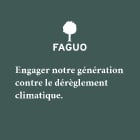 FAGUO
Engager notre génération
contre le dérèglement
climatique.